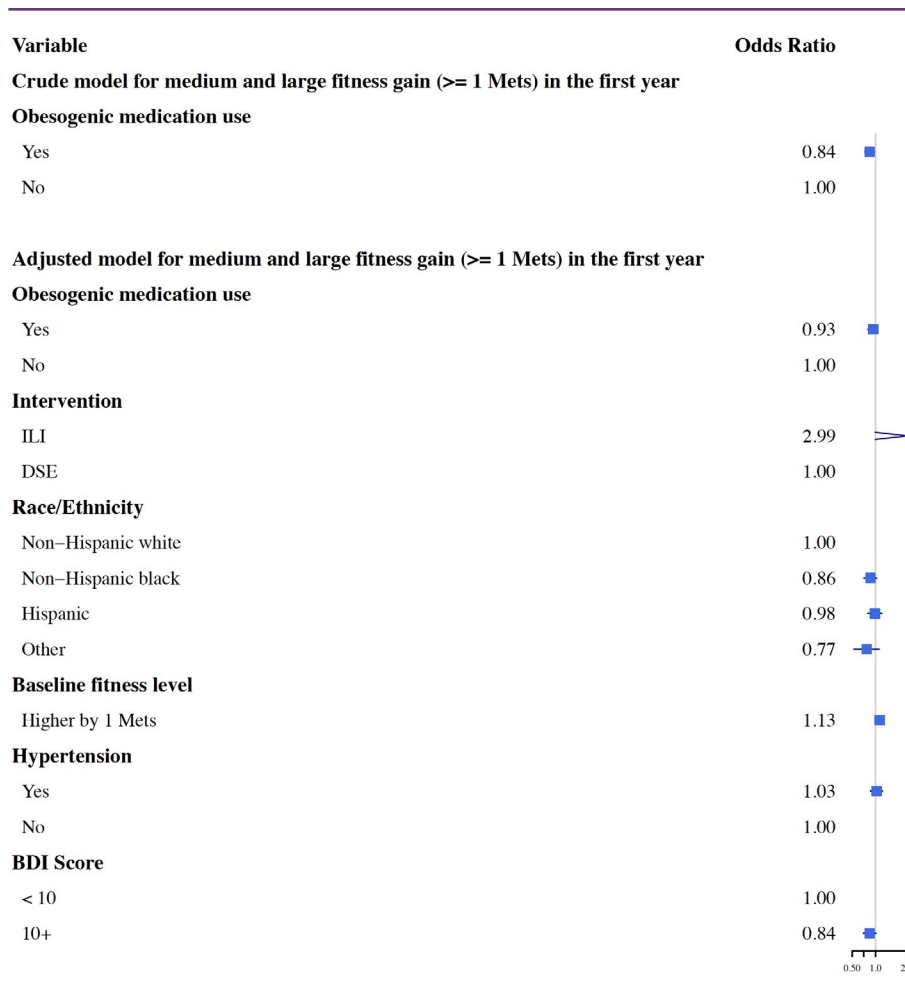 Variable Odds Ratio
Crude model for medium and large fitness gain (>= 1 Mets) in the first year
Obesogenic medication use
Yes 0.84
No 1.00
Adjusted model for medium and large fitness gain (>= 1 Mets) in the first year
Obesogenic medication use
Yes 0.93
No 1.00
Intervention
ILI 2.99
DSE 1.00
Race/Ethnicity
Non−Hispanic white 1.00
Non−Hispanic black 0.86
Hispanic 0.98
Other 0.77
Baseline fitness level
Higher by 1 Mets 1.13
Hypertension
Yes 1.03
No 1.00
BDI Score
< 10 1.00
10+ 0.84
0.50 1.0 2